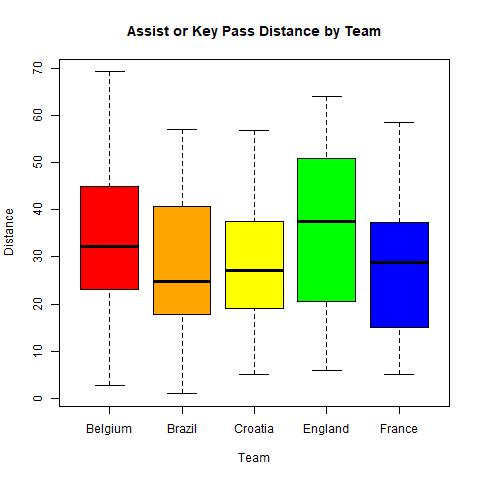 Assist or Key Pass Distance by Team
70
60
50
40
30
20
10
0
Distance
Belgium Brazil Croatia England France
Team